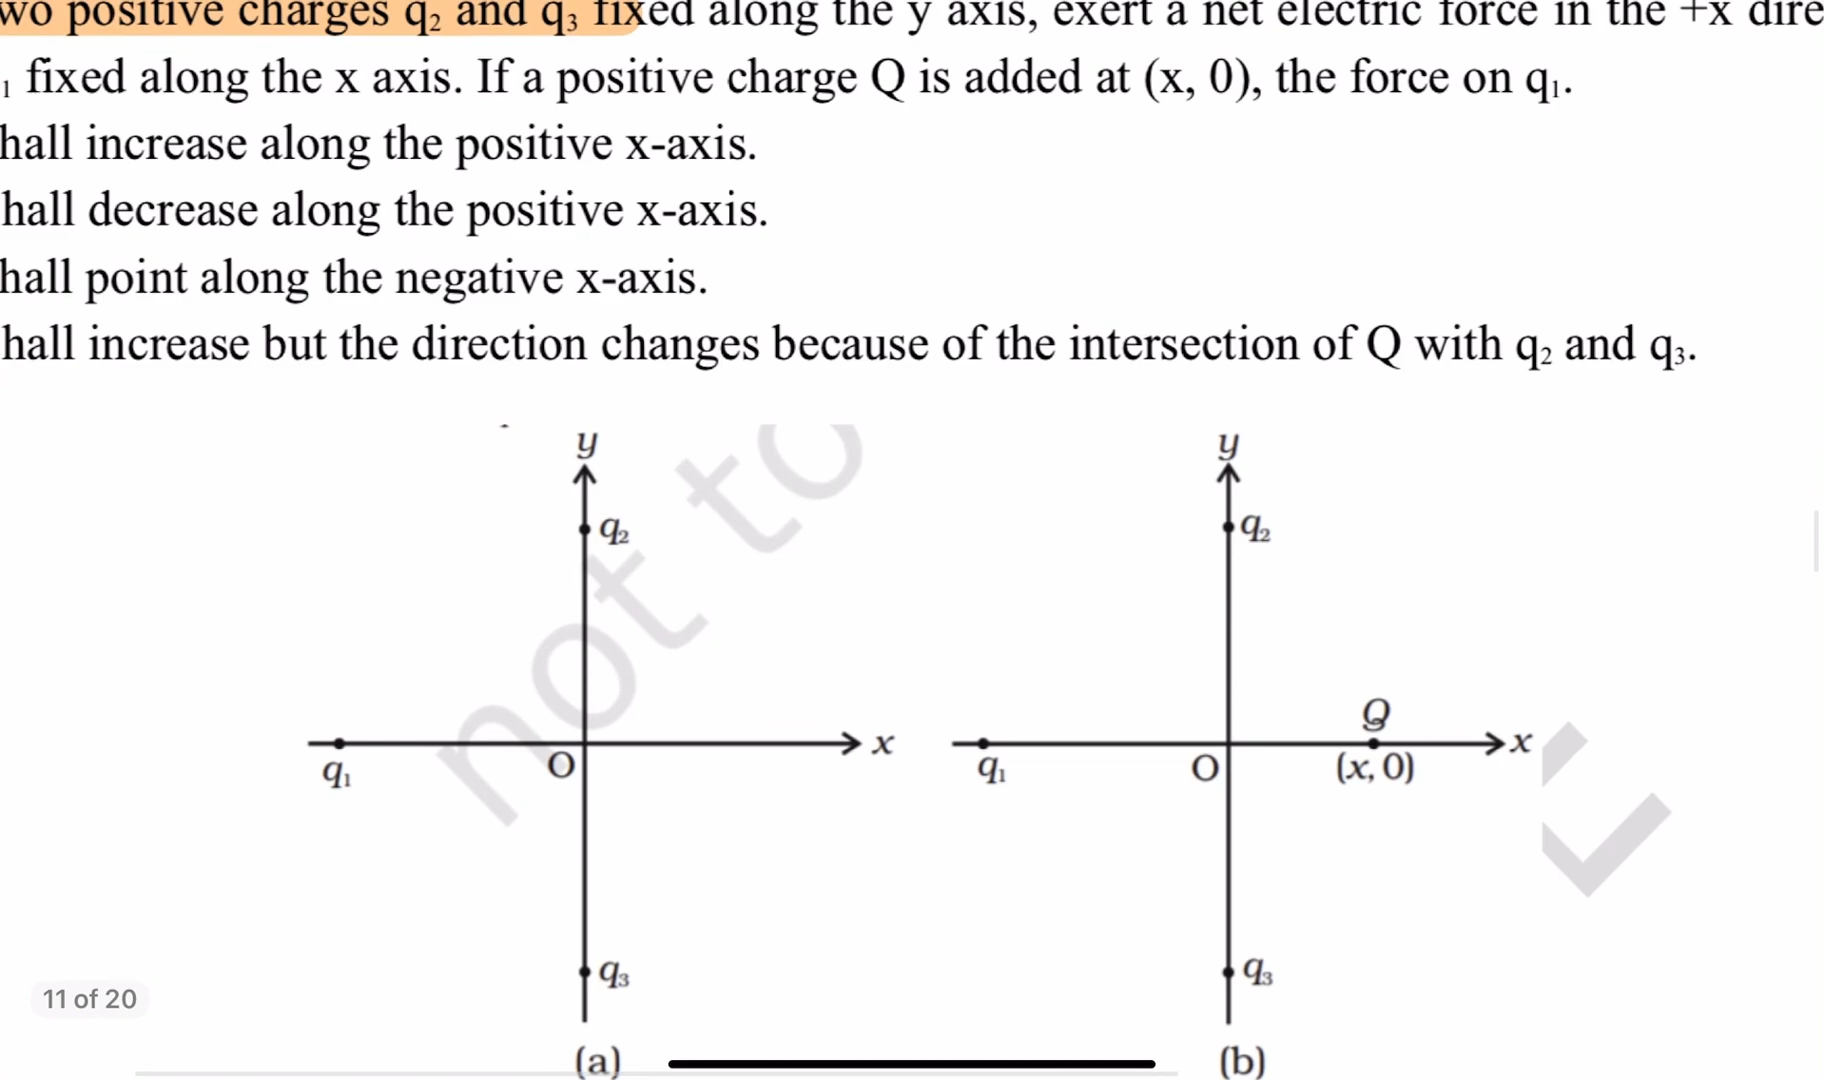 wo positive charges q₂ and q₃ fixed along the y axis, exert a net electric force in the +x dire
₁ fixed along the x axis. If a positive charge Q is added at (x, 0), the force on q₁.
hall increase along the positive x-axis.
hall decrease along the positive x-axis.
hall point along the negative x-axis.
hall increase but the direction changes because of the intersection of Q with q₂ and q₃.
not to
y
q₂
x
q₁
O
q₃
(a)
y
q₂
Q
x
q₁
O
(x, 0)
q₃
(b)
11 of 20